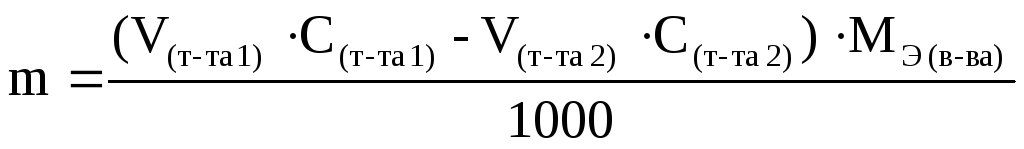 m = (V(т-та1) ·C(т-та1) - V(т-та2) ·C(т-та2) ) ·MЭ(в-ва)
1000